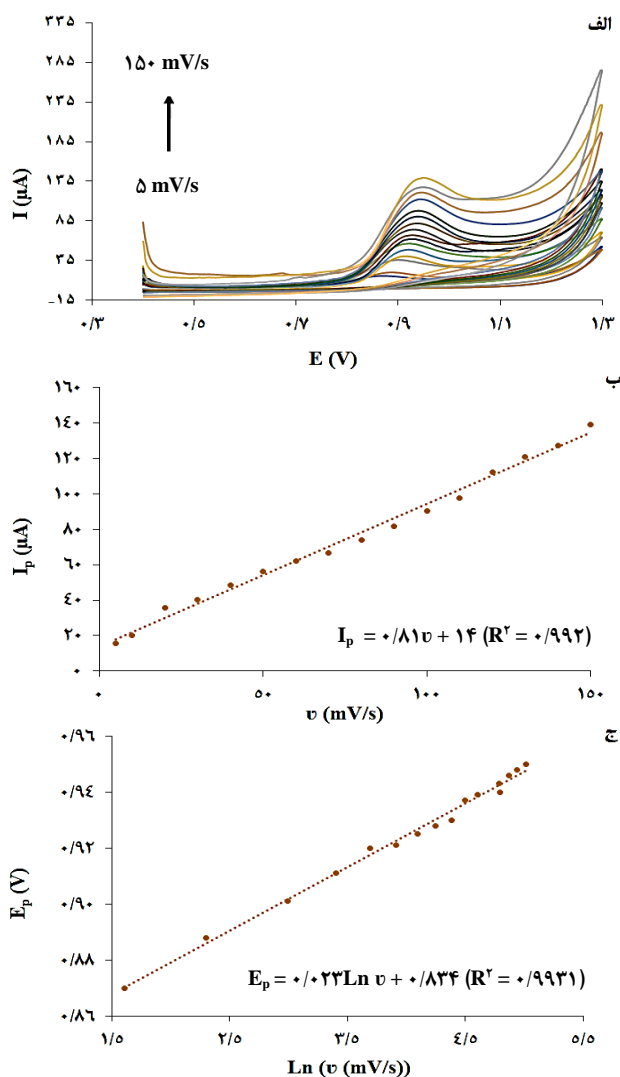 الف
۳۳۵
۲۸۵
۲۳۵
۱۸۵
۱۳۵
۸۵
۳۵
-۱۵
I (µA)
۱۵۰ mV/s
۵ mV/s
۰/۳ ۰/۵ ۰/۷ ۰/۹ ۱/۱ ۱/۳
E (V)
ب
۱۶۰
۱۴۰
۱۲۰
۱۰۰
۸۰
۶۰
۴۰
۲۰
۰
Iₚ (µA)
Iₚ = ۰/۸۱υ + ۱۴ (R² = ۰/۹۹۲)
۰ ۵۰ ۱۰۰ ۱۵۰
υ (mV/s)
ج
۰/۹۶
۰/۹۴
۰/۹۲
۰/۹۰
۰/۸۸
۰/۸۶
Eₚ (V)
Eₚ = ۰/۰۲۳Ln υ + ۰/۸۳۴ (R² = ۰/۹۹۳۱)
۱/۵ ۲/۵ ۳/۵ ۴/۵ ۵/۵
Ln (υ (mV/s))